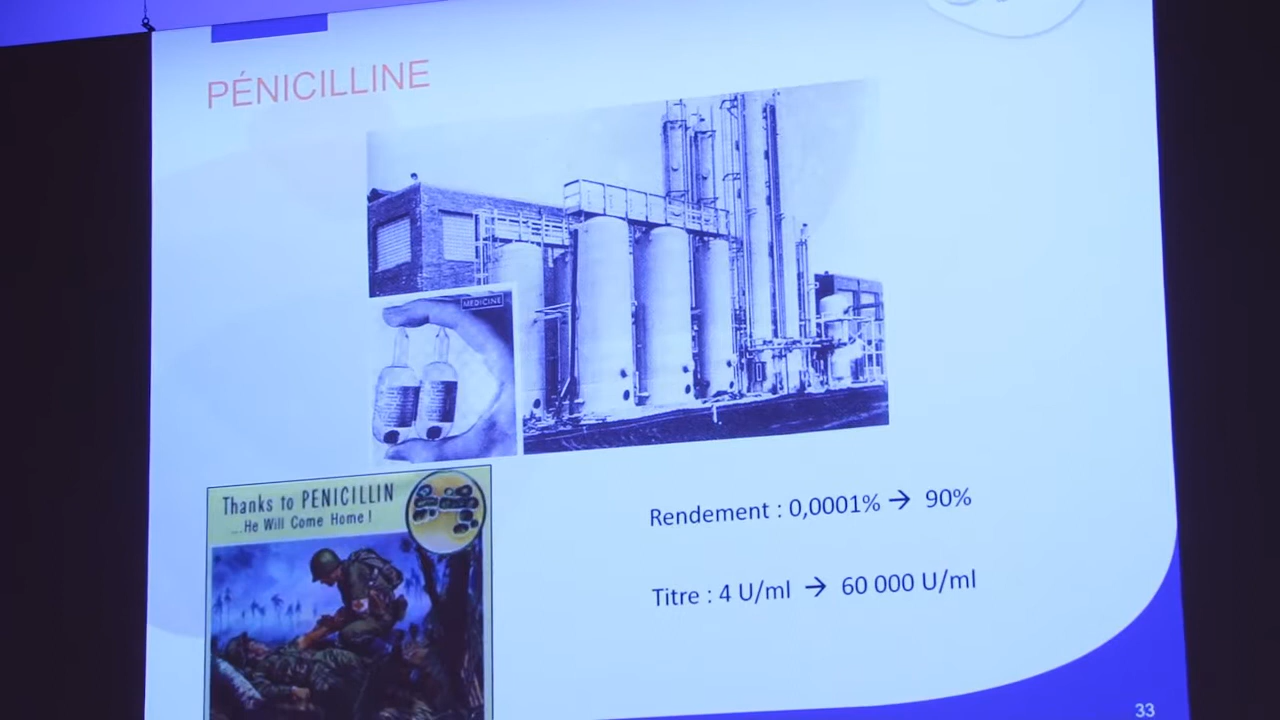 PÉNICILLINE
MEDICINE
Thanks to PENICILLIN
...He Will Come Home !
Rendement : 0,0001% → 90%
Titre : 4 U/ml → 60 000 U/ml
33